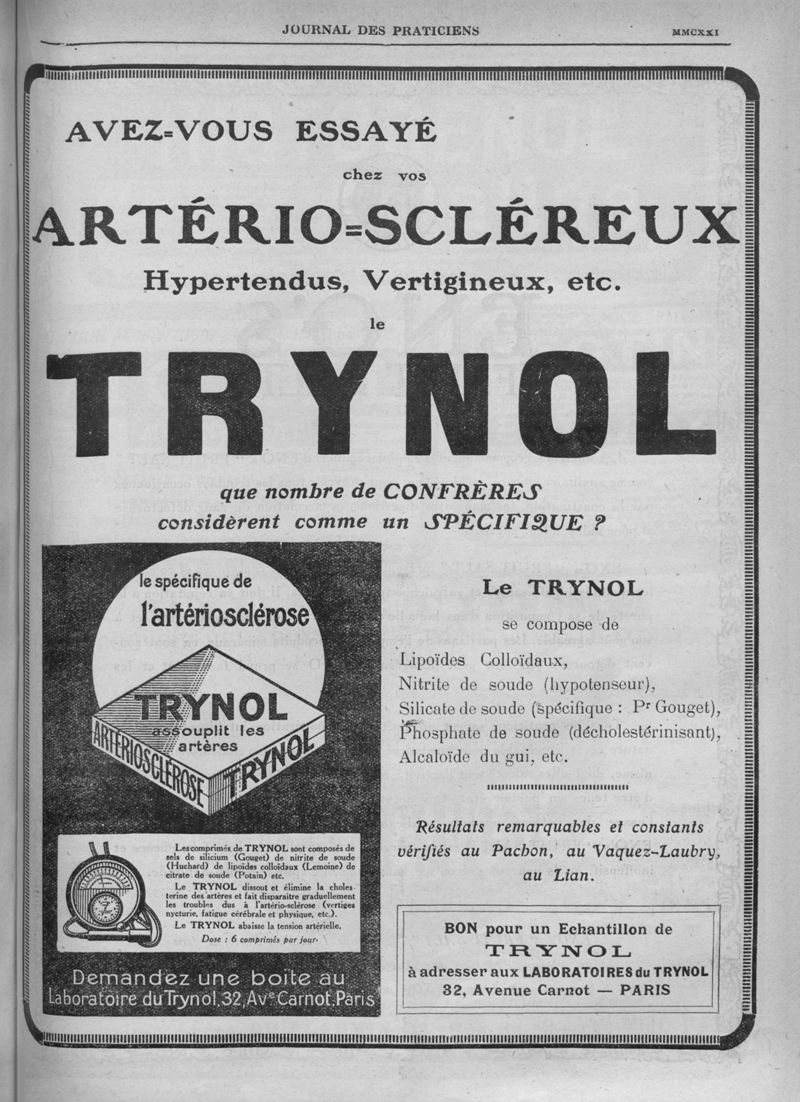 JOURNAL DES PRATICIENS
MMCXXI
AVEZ=VOUS ESSAYÉ
chez vos
ARTÉRIO=SCLÉREUX
Hypertendus, Vertigineux, etc.
le
TRYNOL
que nombre de CONFRÈRES
considèrent comme un SPÉCIFIQUE ?
le spécifique de
l'artériosclérose
TRYNOL
assouplit les
artères
ARTÉRIOSCLÉROSE
TRYNOL
Les comprimés de TRYNOL sont composés de
sels de silicium (Gouget) de nitrite de soude
(Huchard) de lipoïdes colloïdaux (Lemoine) de
citrate de soude (Potain) etc.
Le TRYNOL dissout et élimine la choles-
terine des artères et fait disparaitre graduellement
les troubles dus à l'artério-sclérose (vertiges
nycturie, fatigue cérébrale et physique, etc.).
Le TRYNOL abaisse la tension artérielle.
Dose : 6 comprimés par jour.
Demandez une boite au
Laboratoire du Trynol, 32, Ave Carnot, Paris
Le TRYNOL
se compose de
Lipoïdes Colloïdaux,
Nitrite de soude (hypotenseur),
Silicate de soude (spécifique : Pr Gouget),
Phosphate de soude (décholestérinisant),
Alcaloïde du gui, etc.
Résultats remarquables et constants
vérifiés au Pachon, au Vaquez-Laubry,
au Lian.
BON pour un Echantillon de
TRYNOL
à adresser aux LABORATOIRES du TRYNOL
32, Avenue Carnot — PARIS